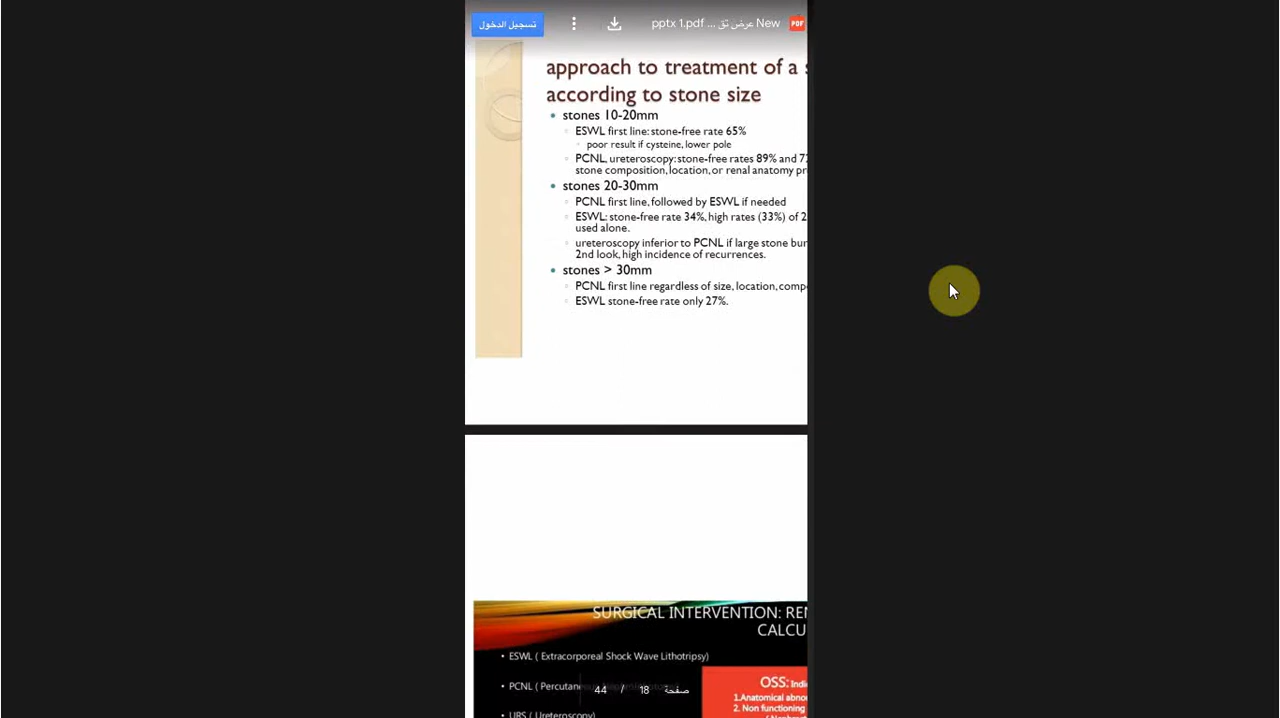 تسجيل الدخول
New عرض تق ... pptx 1.pdf
PDF
approach to treatment of a
according to stone size
• stones 10-20mm
ESWL first line: stone-free rate 65%
poor result if cysteine, lower pole
PCNL, ureteroscopy: stone-free rates 89% and
stone composition, location, or renal anatomy
• stones 20-30mm
PCNL first line, followed by ESWL if needed
ESWL: stone-free rate 34%, high rates (33%) of
used alone.
ureteroscopy inferior to PCNL if large stone
2nd look, high incidence of recurrences.
• stones > 30mm
PCNL first line regardless of size, location,
ESWL stone-free rate only 27%.
SURGICAL INTERVENTION:
• ESWL ( Extracorporeal Shock Wave Lithotripsy)
• PCNL (
• URS ( Ureteroscopy)
OSS:
1.Anatomical
2. Non functioning
صفحة 18 / 44